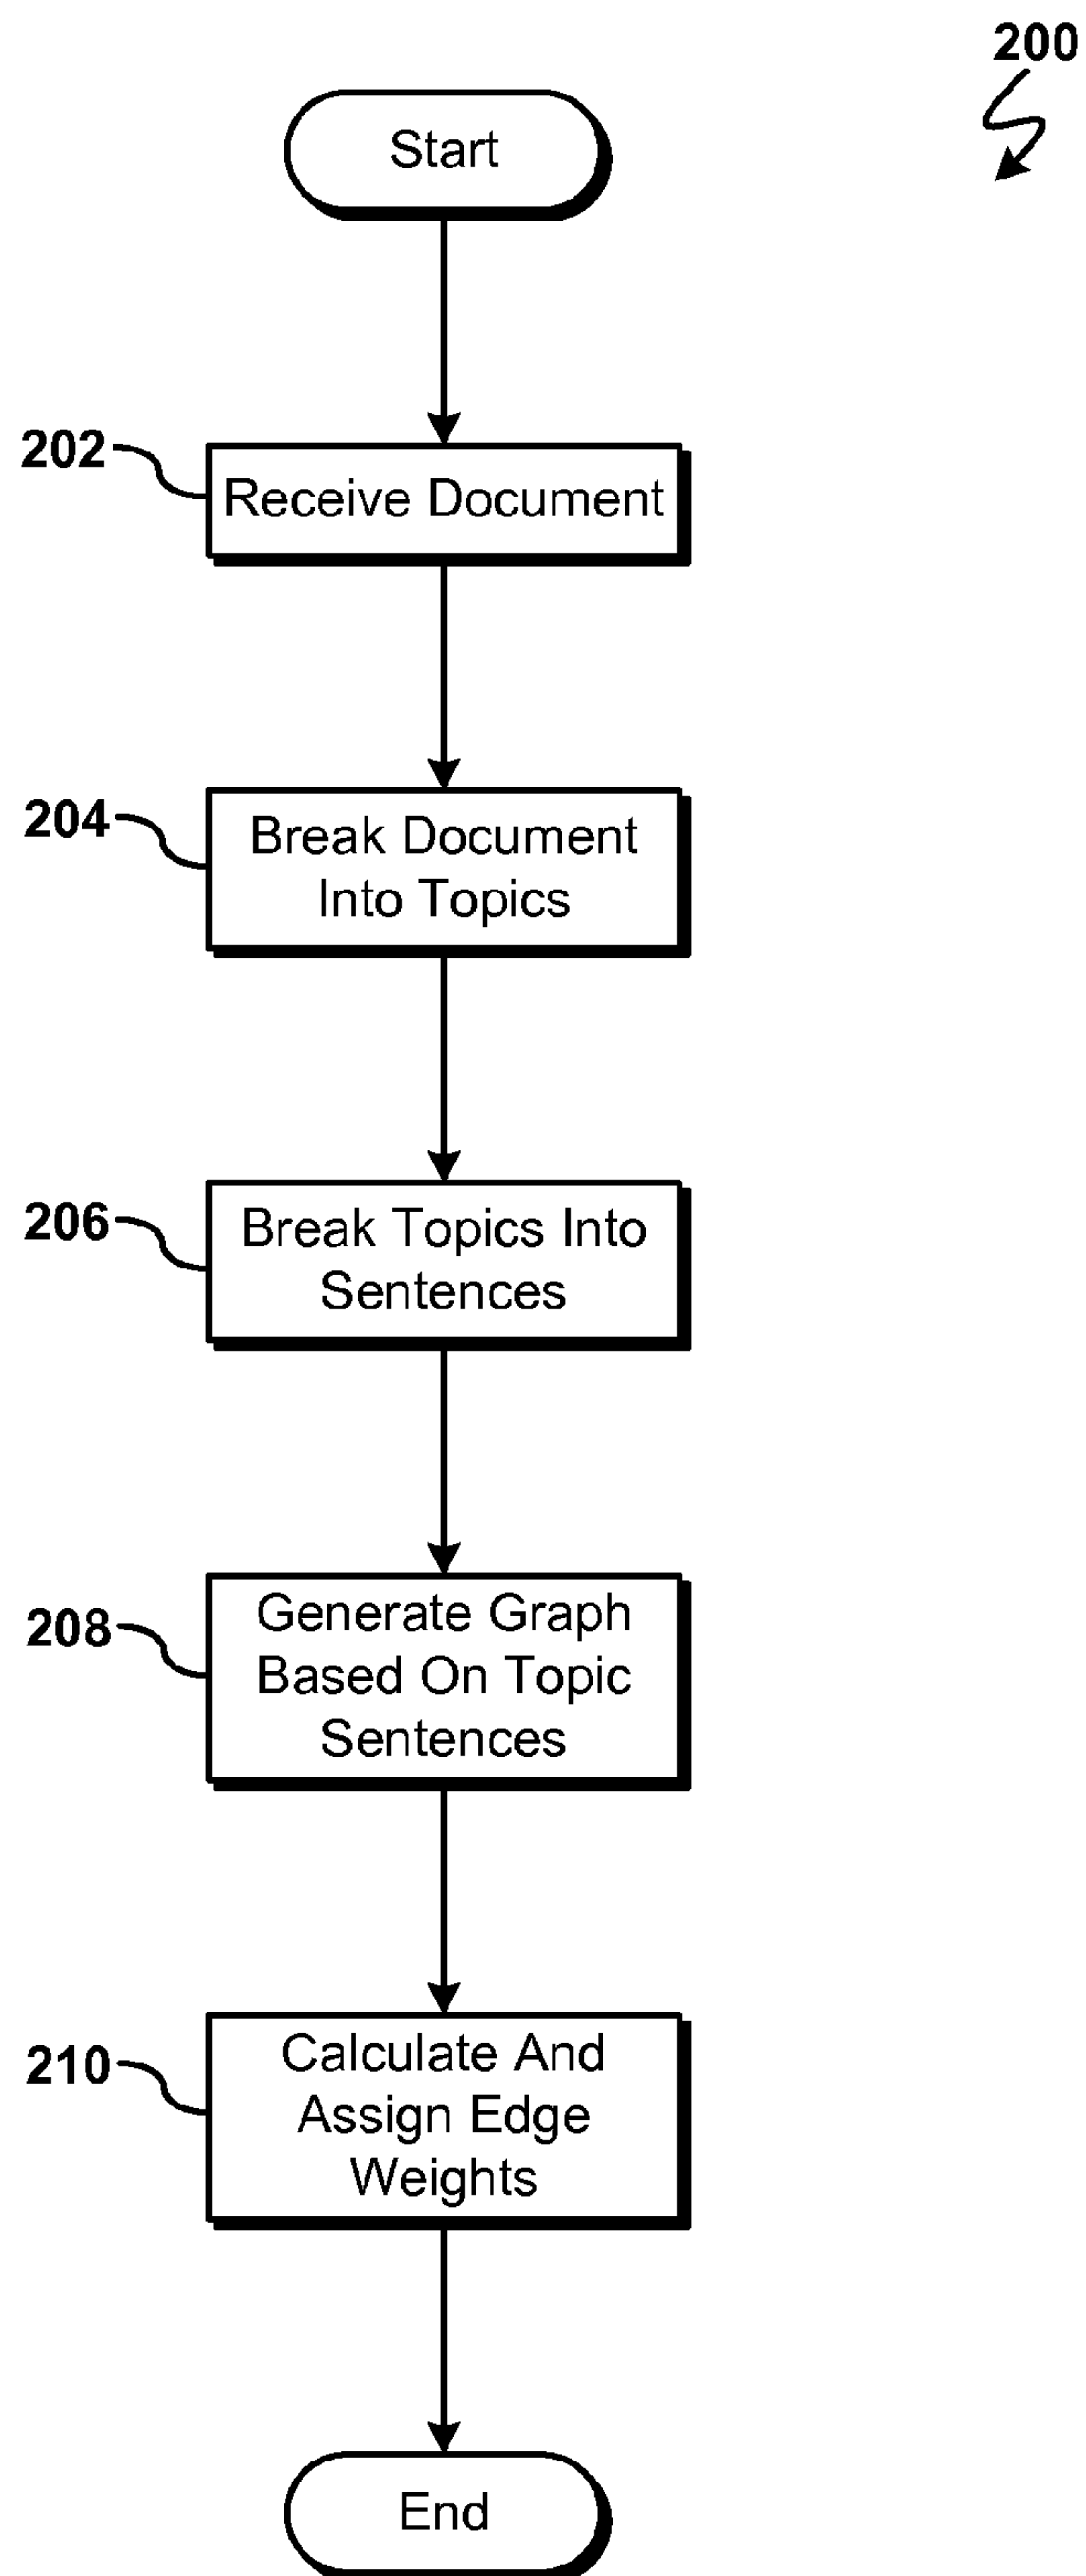 200
Start
202
Receive Document
204
Break Document
Into Topics
206
Break Topics Into
Sentences
208
Generate Graph
Based On Topic
Sentences
210
Calculate And
Assign Edge
Weights
End